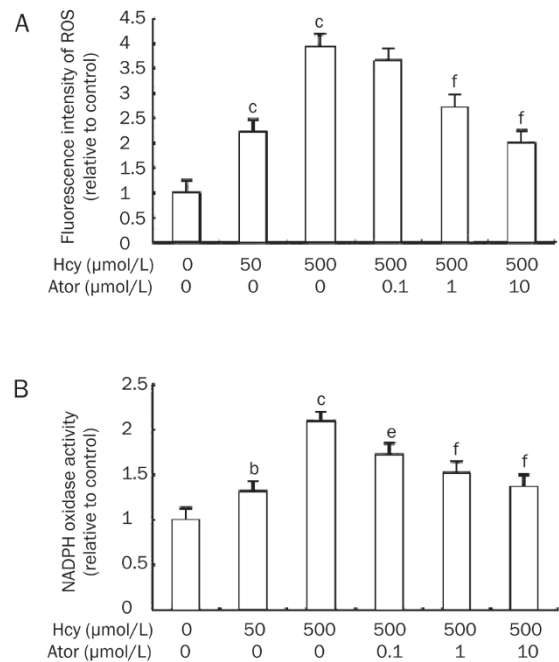 A
Fluorescence intensity of ROS
(relative to control)
4.5
4
3.5
3
2.5
2
1.5
1
0.5
0
c
c
f
f
Hcy (μmol/L) 0 50 500 500 500 500
Ator (μmol/L) 0 0 0 0.1 1 10
B
NADPH oxidase activity
(relative to control)
2.5
2
1.5
1
0.5
0
b
c
e
f
f
Hcy (μmol/L) 0 50 500 500 500 500
Ator (μmol/L) 0 0 0 0.1 1 10